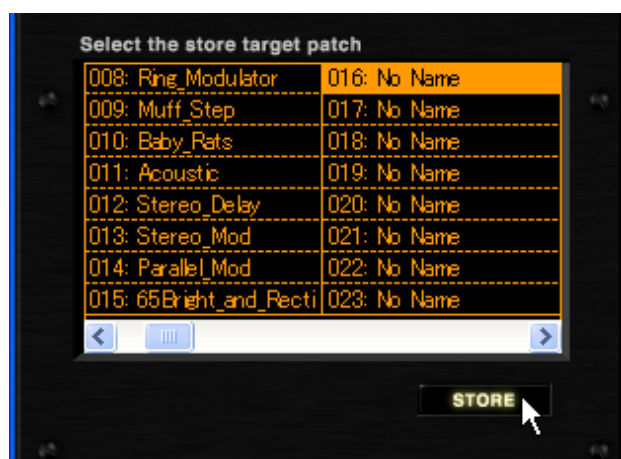 Select the store target patch
008: Ring_Modulator 016: No Name
009: Muff_Step 017: No Name
010: Baby_Rats 018: No Name
011: Acoustic 019: No Name
012: Stereo_Delay 020: No Name
013: Stereo_Mod 021: No Name
014: Parallel_Mod 022: No Name
015: 65Bright_and_Recti 023: No Name
STORE